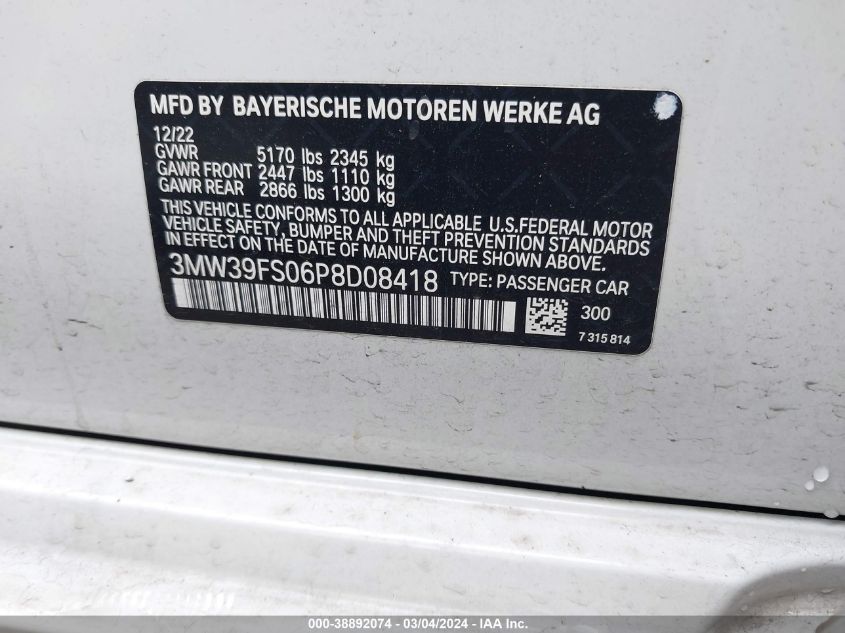 MFD BY BAYERISCHE MOTOREN WERKE AG
12/22
GVWR 5170 lbs 2345 kg
GAWR FRONT 2447 lbs 1110 kg
GAWR REAR 2866 lbs 1300 kg
THIS VEHICLE CONFORMS TO ALL APPLICABLE U.S.FEDERAL MOTOR
VEHICLE SAFETY, BUMPER AND THEFT PREVENTION STANDARDS
IN EFFECT ON THE DATE OF MANUFACTURE SHOWN ABOVE.
3MW39FS06P8D08418 TYPE: PASSENGER CAR
300
7 315 814
000-38892074 - 03/04/2024 - IAA Inc.